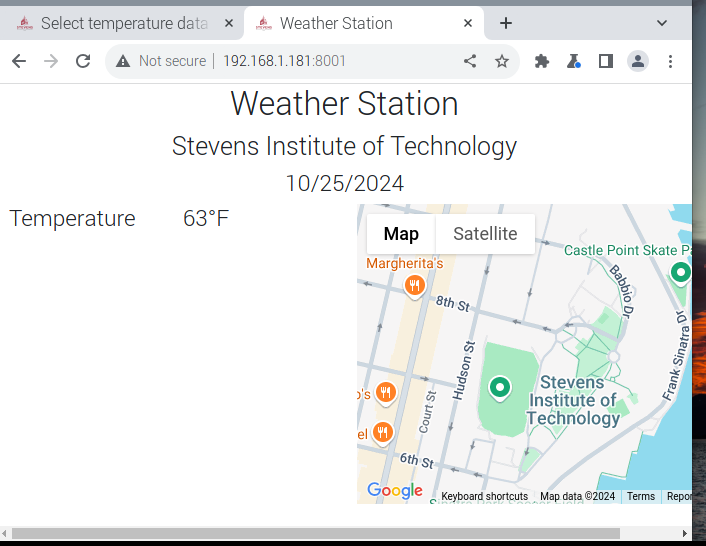 Select temperature data
Weather Station
Not secure
192.168.1.181:8001
Weather Station
Stevens Institute of Technology
10/25/2024
Temperature 63°F
Map
Satellite
Castle Point Skate P
Margherita's
8th St
Babbio Dr
Hudson St
Frank Sinatra Dr
Stevens
Institute of
Technology
o's
Court St
el
6th St
Google
Keyboard shortcuts
Map data ©2024
Terms
Repor